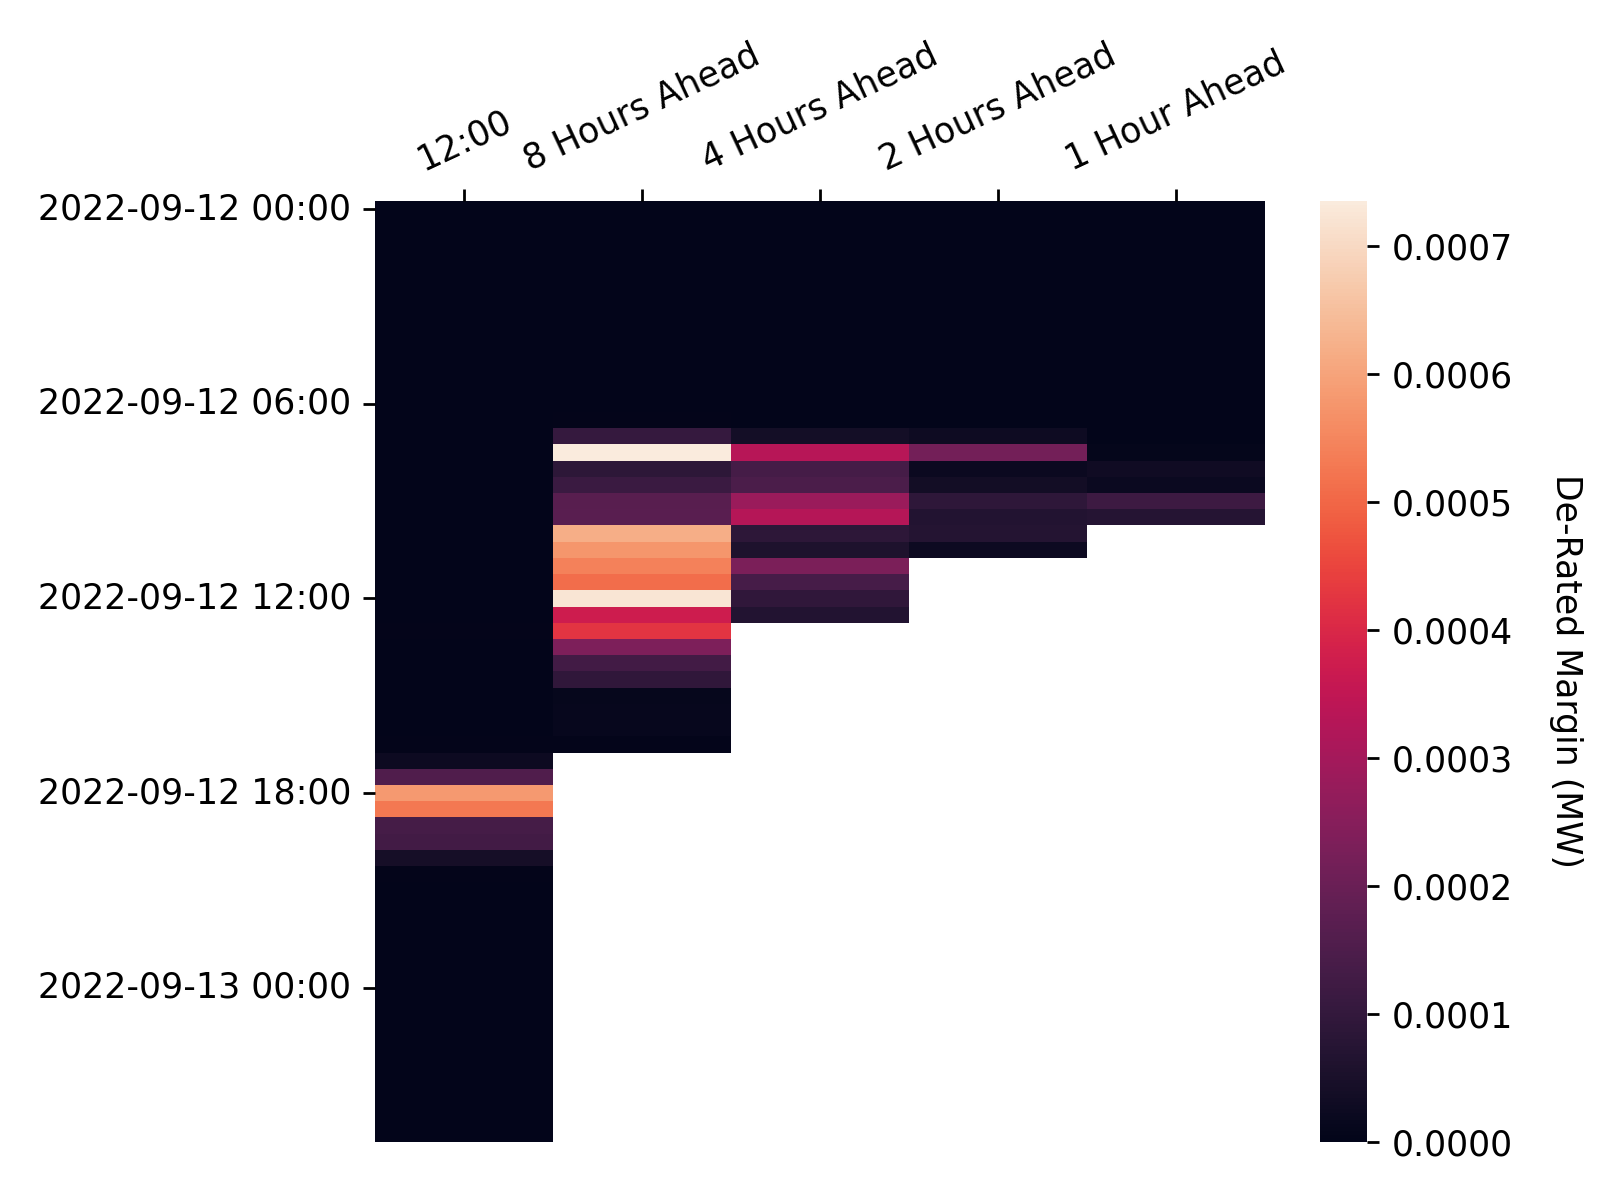 12:00
8 Hours Ahead
4 Hours Ahead
2 Hours Ahead
1 Hour Ahead
2022-09-12 00:00
2022-09-12 06:00
2022-09-12 12:00
2022-09-12 18:00
2022-09-13 00:00
0.0007
0.0006
0.0005
0.0004
0.0003
0.0002
0.0001
0.0000
De-Rated Margin (MW)